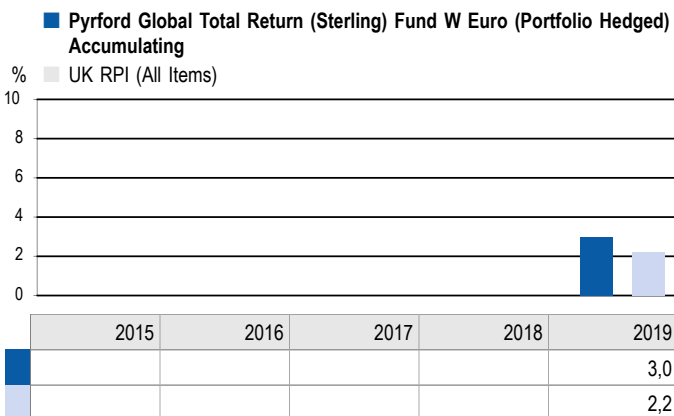 Pyrford Global Total Return (Sterling) Fund W Euro (Portfolio Hedged)
Accumulating
% UK RPI (All Items)
10
8
6
4
2
0
2015 2016 2017 2018 2019
3,0
2,2